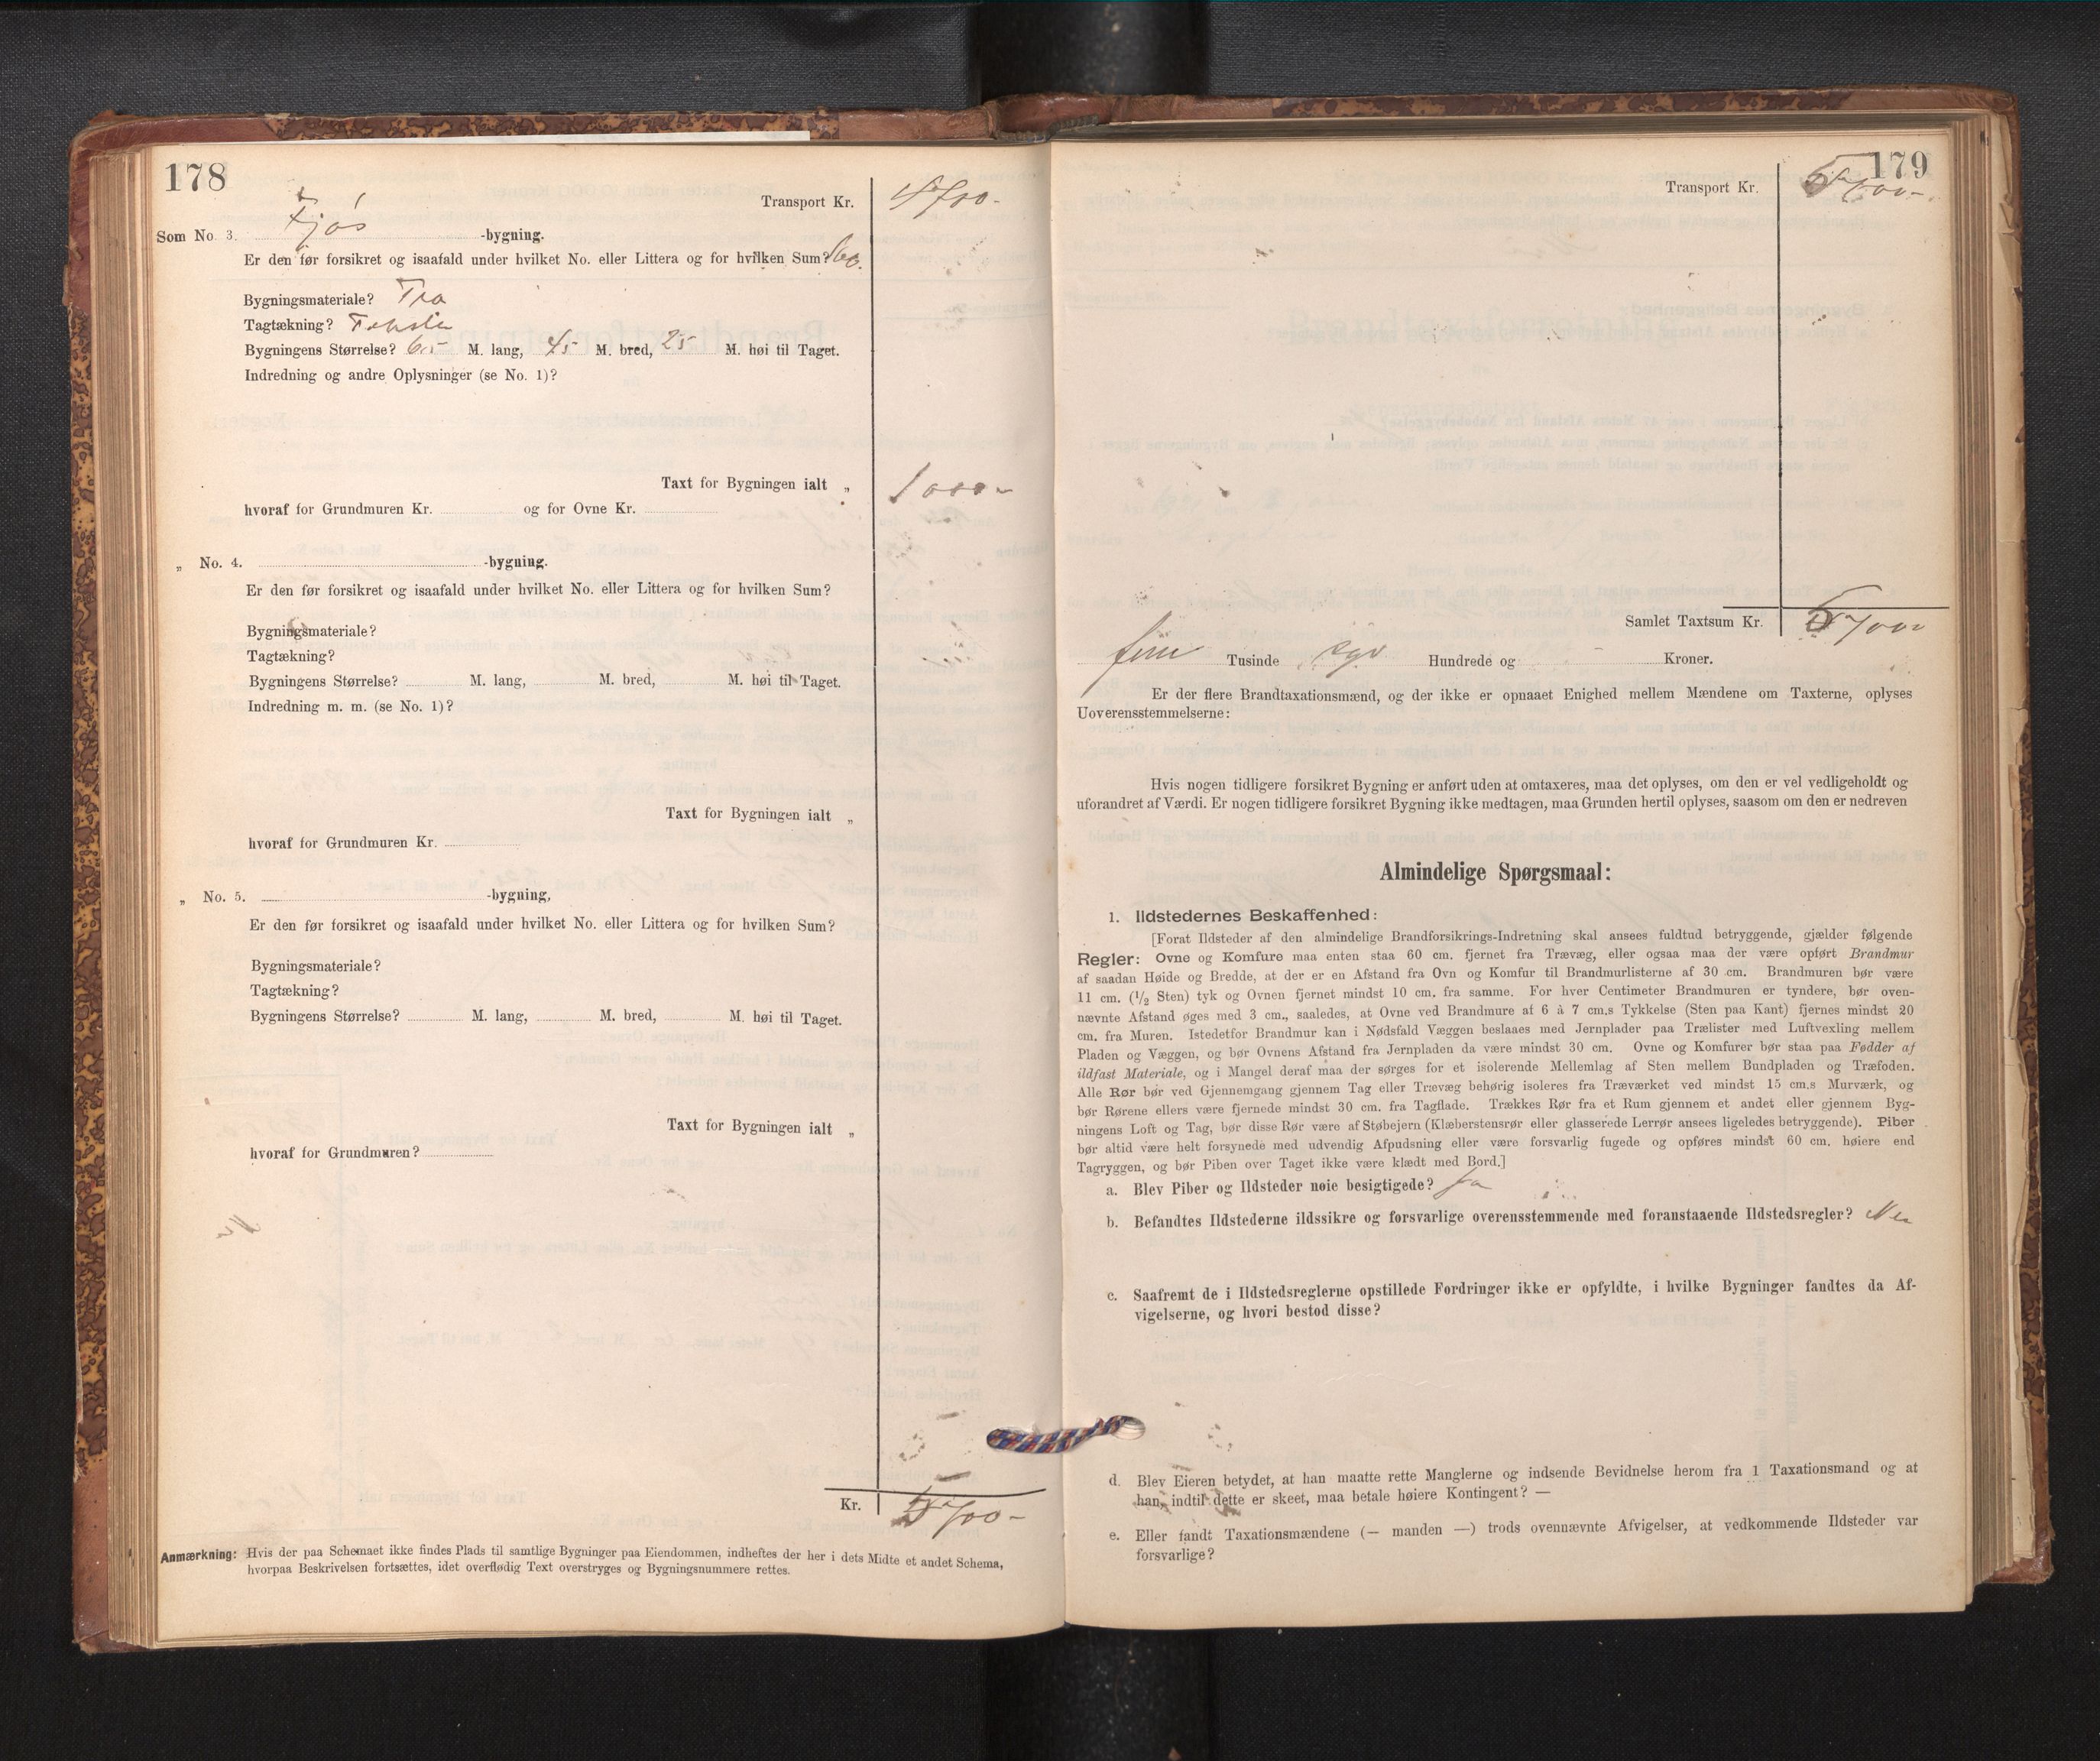 178
Transport Kr. 4700.-
Som No. 3. Fjøs -bygning.
Er den før forsikret og isaafald under hvilket No. eller Littera og for hvilken Sum?
Bygningsmateriale? Træ
Tagtækning?
Bygningens Størrelse? 6,5 M. lang, 4,5 M. bred, 2,5 M. høi til Taget.
Indredning og andre Oplysninger (se No. 1)?
Taxt for Bygningen ialt „ 1000-
hvoraf for Grundmuren Kr. og for Ovne Kr.
„ No. 4. -bygning.
Er den før forsikret og isaafald under hvilket No. eller Littera og for hvilken Sum?
Bygningsmateriale?
Tagtækning?
Bygningens Størrelse? M. lang, M. bred, M. høi til Taget.
Indredning m. m. (se No. 1)?
Taxt for Bygningen ialt „
hvoraf for Grundmuren Kr.
„ No. 5. -bygning,
Er den før forsikret og isaafald under hvilket No. eller Littera og for hvilken Sum?
Bygningsmateriale?
Tagtækning?
Bygningens Størrelse? M. lang, M. bred, M. høi til Taget.
Taxt for Bygningen ialt „
hvoraf for Grundmuren?
Kr. 5700-
Anmærkning: Hvis der paa Schemaet ikke findes Plads til samtlige Bygninger paa Eiendommen, indheftes der her i dets Midte et andet Schema,
hvorpaa Beskrivelsen fortsættes, idet overflødig Text overstryges og Bygningsnummere rettes.
179
Transport Kr. 5700-
Samlet Taxtsum Kr. 5700-
fem Tusinde syv Hundrede og - Kroner.
Er der flere Brandtaxationsmænd, og der ikke er opnaaet Enighed mellem Mændene om Taxterne, oplyses
Uoverensstemmelserne:
Hvis nogen tidligere forsikret Bygning er anført uden at omtaxeres, maa det oplyses, om den er vel vedligeholdt og
uforandret af Værdi. Er nogen tidligere forsikret Bygning ikke medtagen, maa Grunden hertil oplyses, saasom om den er nedreven
Almindelige Spørgsmaal:
1. Ildstedernes Beskaffenhed:
[Forat Ildsteder af den almindelige Brandforsikrings-Indretning skal ansees fuldtud betryggende, gjælder følgende
Regler: Ovne og Komfure maa enten staa 60 cm. fjernet fra Trævæg, eller ogsaa maa der være opført Brandmur
af saadan Høide og Bredde, at der er en Afstand fra Ovn og Komfur til Brandmurlisterne af 30 cm. Brandmuren bør være
11 cm. (1/2 Sten) tyk og Ovnen fjernet mindst 10 cm. fra samme. For hver Centimeter Brandmuren er tyndere, bør oven-
nævnte Afstand øges med 3 cm., saaledes, at Ovne ved Brandmure af 6 à 7 cm.s Tykkelse (Sten paa Kant) fjernes mindst 20
cm. fra Muren. Istedetfor Brandmur kan i Nødsfald Væggen beslaaes med Jernplader paa Trælister med Luftvexling mellem
Pladen og Væggen, og bør Ovnens Afstand fra Jernpladen da være mindst 30 cm. Ovne og Komfurer bør staa paa Fødder af
ildfast Materiale, og i Mangel deraf maa der sørges for et isolerende Mellemlag af Sten mellem Bundpladen og Træfoden.
Alle Rør bør ved Gjennemgang gjennem Tag eller Trævæg behørig isoleres fra Træværket ved mindst 15 cm.s Murværk, og
bør Rørene ellers være fjernede mindst 30 cm. fra Tagflade. Trækkes Rør fra et Rum gjennem et andet eller gjennem Byg-
ningens Loft og Tag, bør disse Rør være af Støbejern (Klæberstensrør eller glasserede Lerrør ansees ligeledes betryggende). Piber
bør altid være helt forsynede med udvendig Afpudsning eller være forsvarlig fugede og opføres mindst 60 cm. høiere end
Tagryggen, og bør Piben over Taget ikke være klædt med Bord.]
a. Blev Piber og Ildsteder nøie besigtigede? Ja
b. Befandtes Ildstederne ildssikre og forsvarlige overensstemmende med foranstaaende Ildstedsregler? Nei
c. Saafremt de i Ildstedsreglerne opstillede Fordringer ikke er opfyldte, i hvilke Bygninger fandtes da Af-
vigelserne, og hvori bestod disse?
d. Blev Eieren betydet, at han maatte rette Manglerne og indsende Bevidnelse herom fra 1 Taxationsmand og at
han, indtil dette er skeet, maa betale høiere Kontingent? —
e. Eller fandt Taxationsmændene (— manden —) trods ovennævnte Afvigelser, at vedkommende Ildsteder var
forsvarlige?